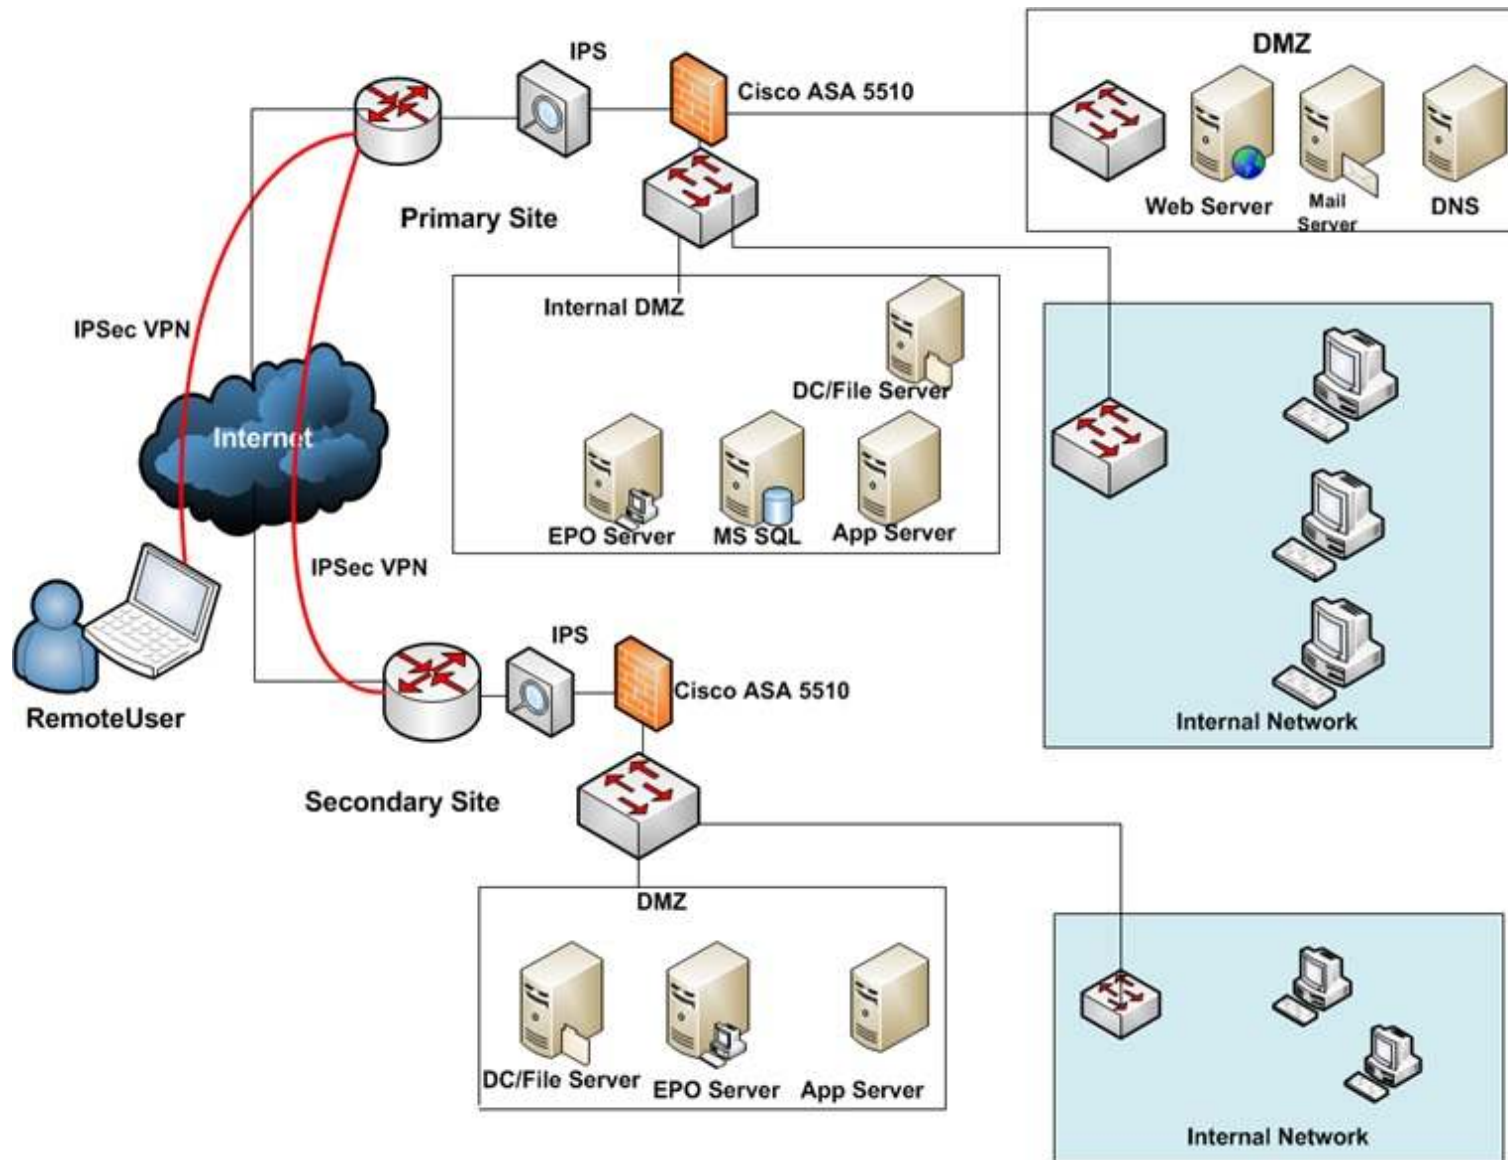 IPS
DMZ
Cisco ASA 5510
Web Server
Mail
Server
DNS
Primary Site
Internal DMZ
IPSec VPN
DC/File Server
Internet
EPO Server
MS SQL
App Server
IPSec VPN
IPS
Cisco ASA 5510
RemoteUser
Internal Network
Secondary Site
DMZ
DC/File Server
EPO Server
App Server
Internal Network